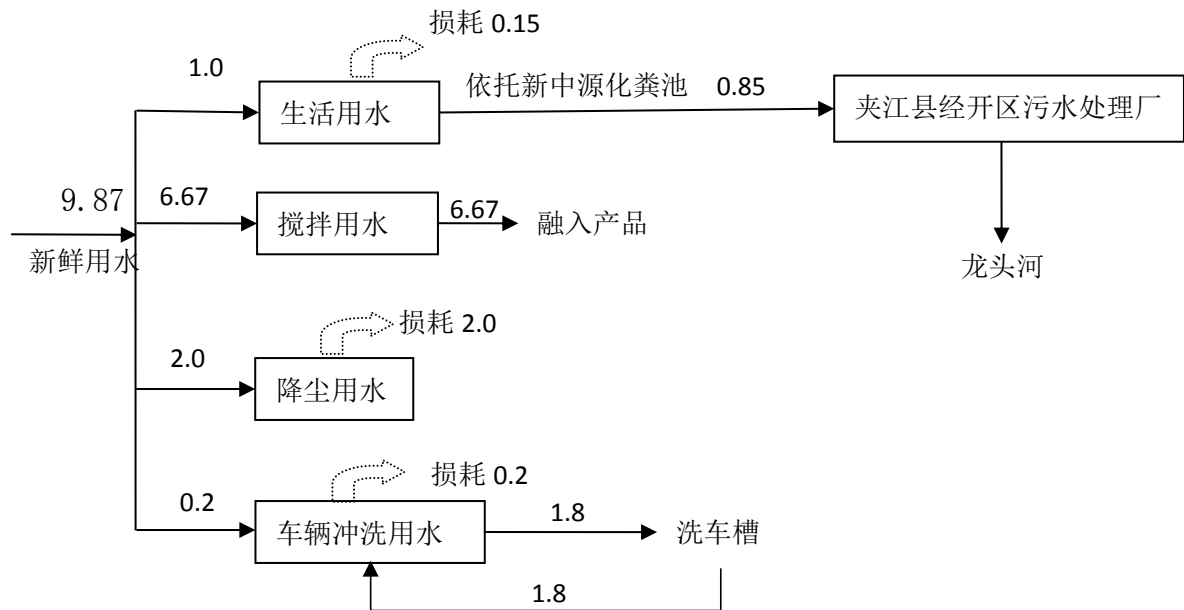 损耗 0.15
1.0
生活用水
依托新中源化粪池 0.85
夹江县经开区污水处理厂
龙头河
9.87
新鲜用水
6.67
搅拌用水
6.67
融入产品
损耗 2.0
2.0
降尘用水
损耗 0.2
0.2
车辆冲洗用水
1.8
洗车槽
1.8